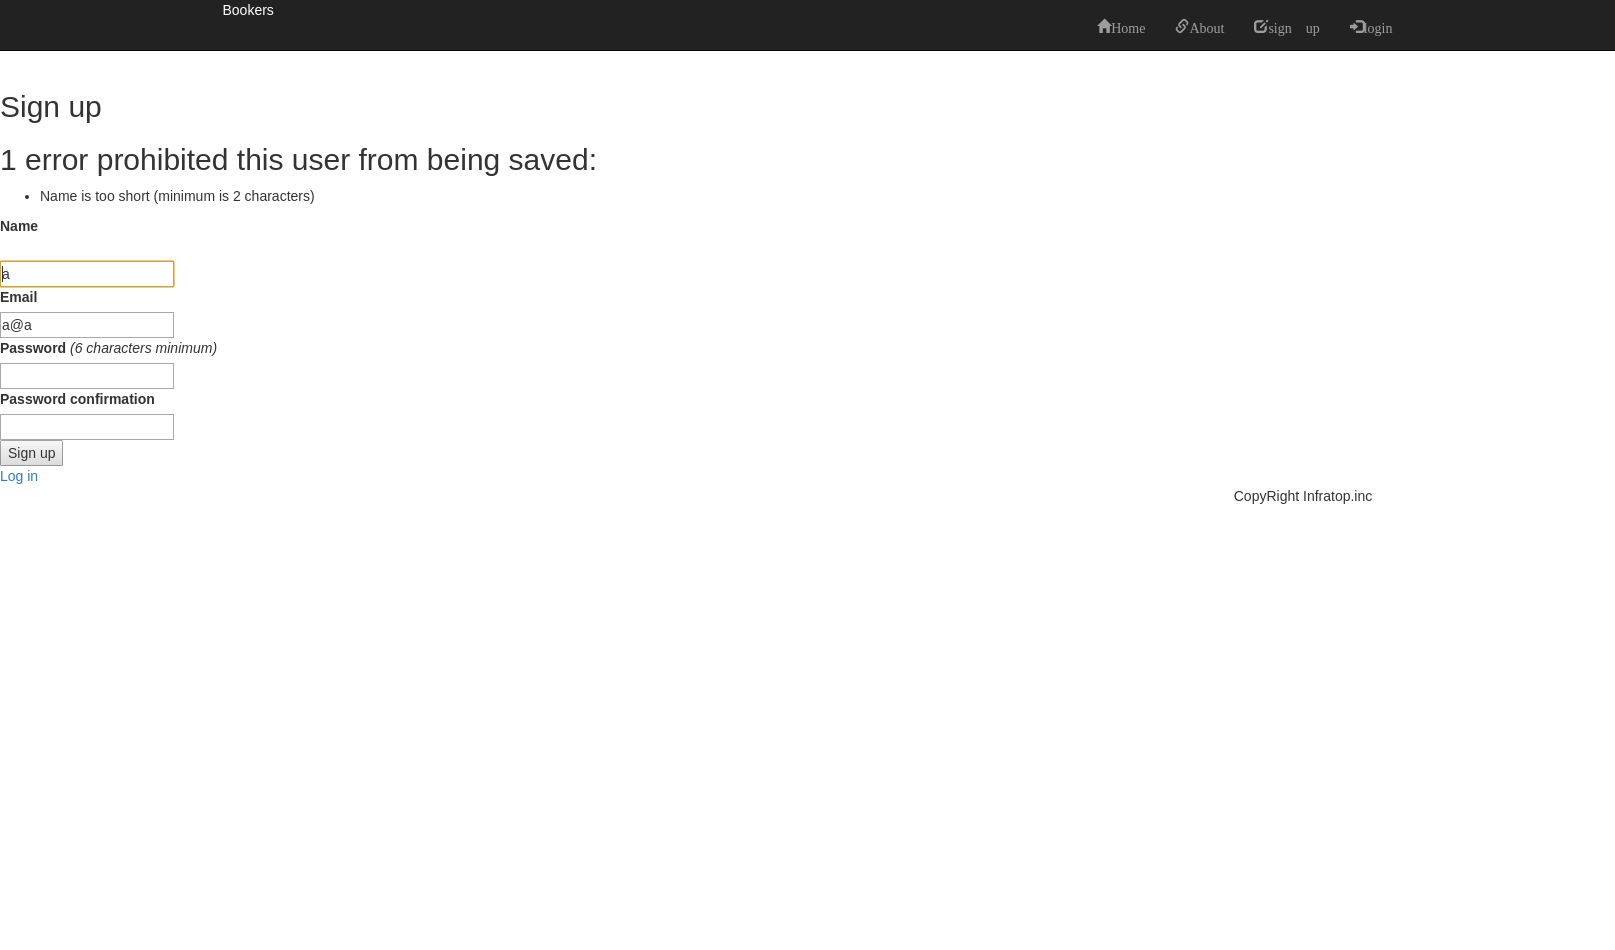 Bookers
Home About sign up login
Sign up
1 error prohibited this user from being saved:
• Name is too short (minimum is 2 characters)
Name
a
Email
a@a
Password (6 characters minimum)
Password confirmation
Sign up
Log in
CopyRight Infratop.inc